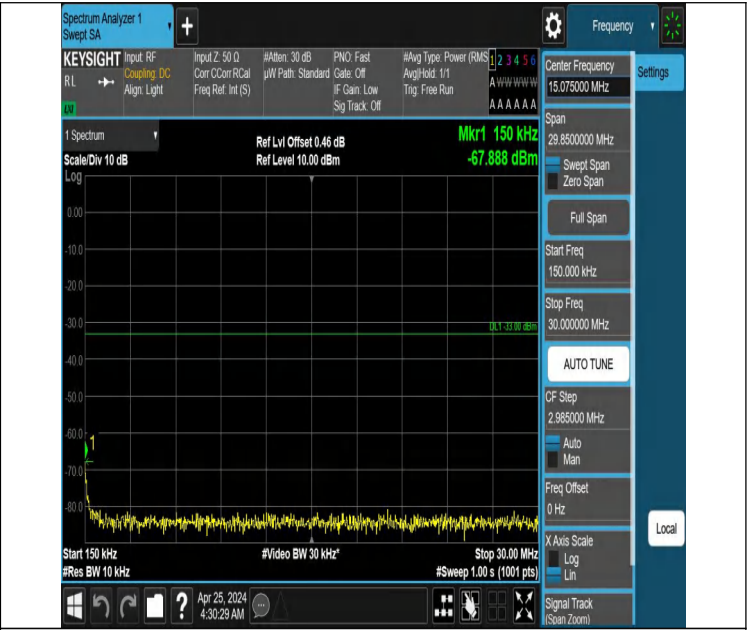 Spectrum Analyzer 1
Swept SA
+
Frequency
KEYSIGHT
Input: RF
Input Z: 50 Ω
#Atten: 30 dB
PNO: Fast
#Avg Type: Power (RMS
1 2 3 4 5 6
RL
Coupling: DC
Corr CCorr RCal
µW Path: Standard
Gate: Off
Avg|Hold: 1/1
A W W W W W
Align: Light
Freq Ref: Int (S)
IF Gain: Low
Trig: Free Run
Sig Track: Off
A A A A A A
LXI
1 Spectrum
Ref Lvl Offset 0.46 dB
Mkr1 150 kHz
Scale/Div 10 dB
Ref Level 10.00 dBm
-67.888 dBm
Log
0.00
-10.0
-20.0
-30.0
DL1 -33.00 dBm
-40.0
-50.0
-60.0
1
-70.0
-80.0
Start 150 kHz
#Video BW 30 kHz*
Stop 30.00 MHz
#Res BW 10 kHz
#Sweep 1.00 s (1001 pts)
Center Frequency
15.075000 MHz
Settings
Span
29.8500000 MHz
Swept Span
Zero Span
Full Span
Start Freq
150.000 kHz
Stop Freq
30.000000 MHz
AUTO TUNE
CF Step
2.985000 MHz
Auto
Man
Freq Offset
0 Hz
Local
X Axis Scale
Log
Lin
Signal Track
(Span Zoom)
?
Apr 25, 2024
4:30:29 AM